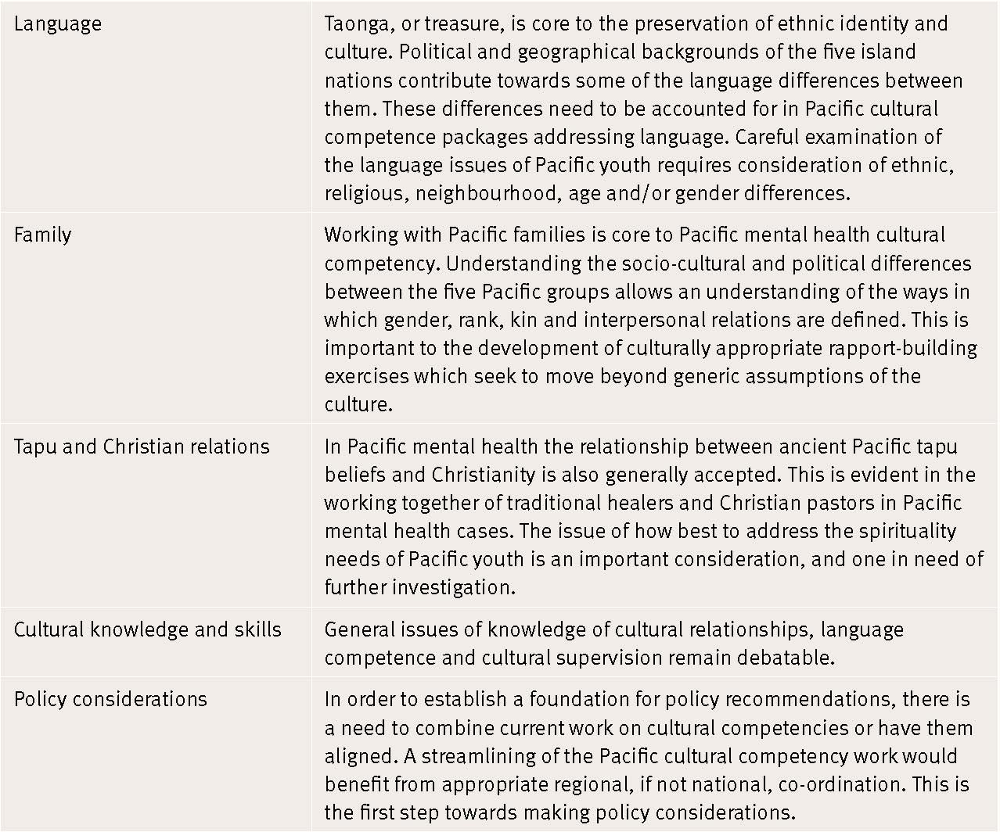 Language
Taonga, or treasure, is core to the preservation of ethnic identity and
culture. Political and geographical backgrounds of the five island
nations contribute towards some of the language differences between
them. These differences need to be accounted for in Pacific cultural
competence packages addressing language. Careful examination of
the language issues of Pacific youth requires consideration of ethnic,
religious, neighbourhood, age and/or gender differences.
Family
Working with Pacific families is core to Pacific mental health cultural
competency. Understanding the socio-cultural and political differences
between the five Pacific groups allows an understanding of the ways in
which gender, rank, kin and interpersonal relations are defined. This is
important to the development of culturally appropriate rapport-building
exercises which seek to move beyond generic assumptions of the
culture.
Tapu and Christian relations
In Pacific mental health the relationship between ancient Pacific tapu
beliefs and Christianity is also generally accepted. This is evident in the
working together of traditional healers and Christian pastors in Pacific
mental health cases. The issue of how best to address the spirituality
needs of Pacific youth is an important consideration, and one in need of
further investigation.
Cultural knowledge and skills
General issues of knowledge of cultural relationships, language
competence and cultural supervision remain debatable.
Policy considerations
In order to establish a foundation for policy recommendations, there is
a need to combine current work on cultural competencies or have them
aligned. A streamlining of the Pacific cultural competency work would
benefit from appropriate regional, if not national, co-ordination. This is
the first step towards making policy considerations.